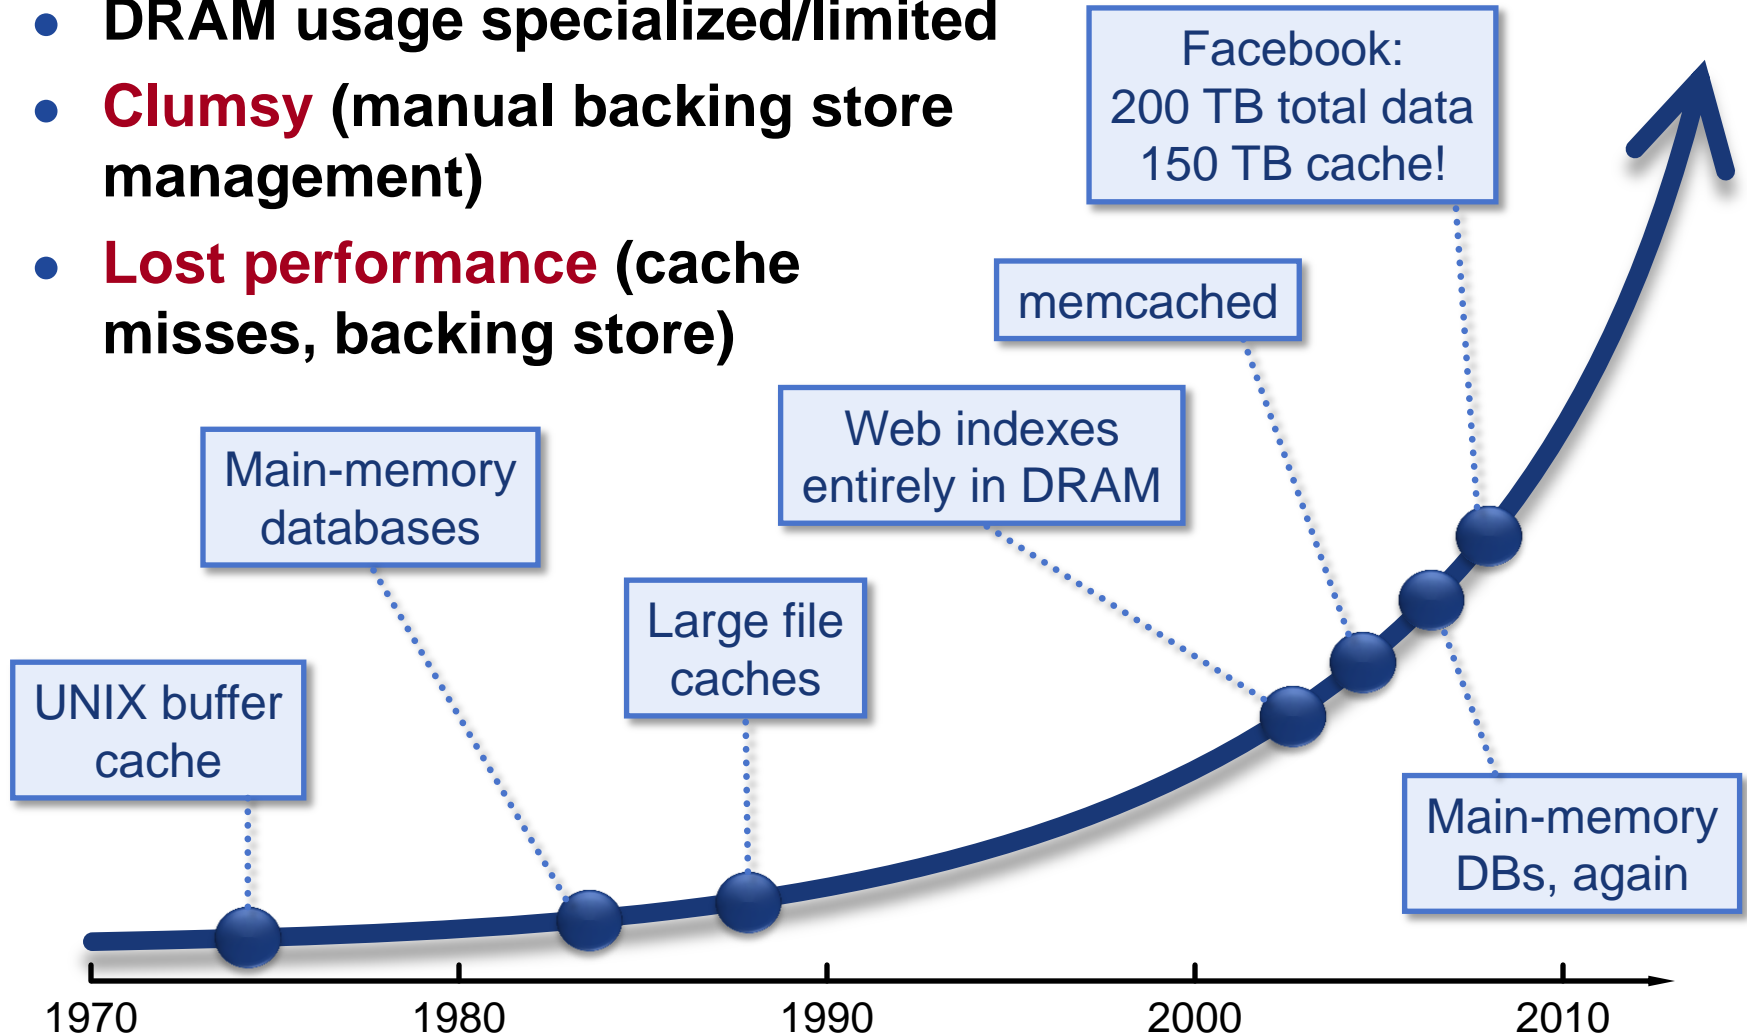 DRAM usage specialized/limited
Clumsy (manual backing store
management)
Lost performance (cache
misses, backing store)
Facebook:
200 TB total data
150 TB cache!
memcached
Web indexes
entirely in DRAM
Main-memory
databases
Large file
caches
UNIX buffer
cache
Main-memory
DBs, again
1970
1980
1990
2000
2010